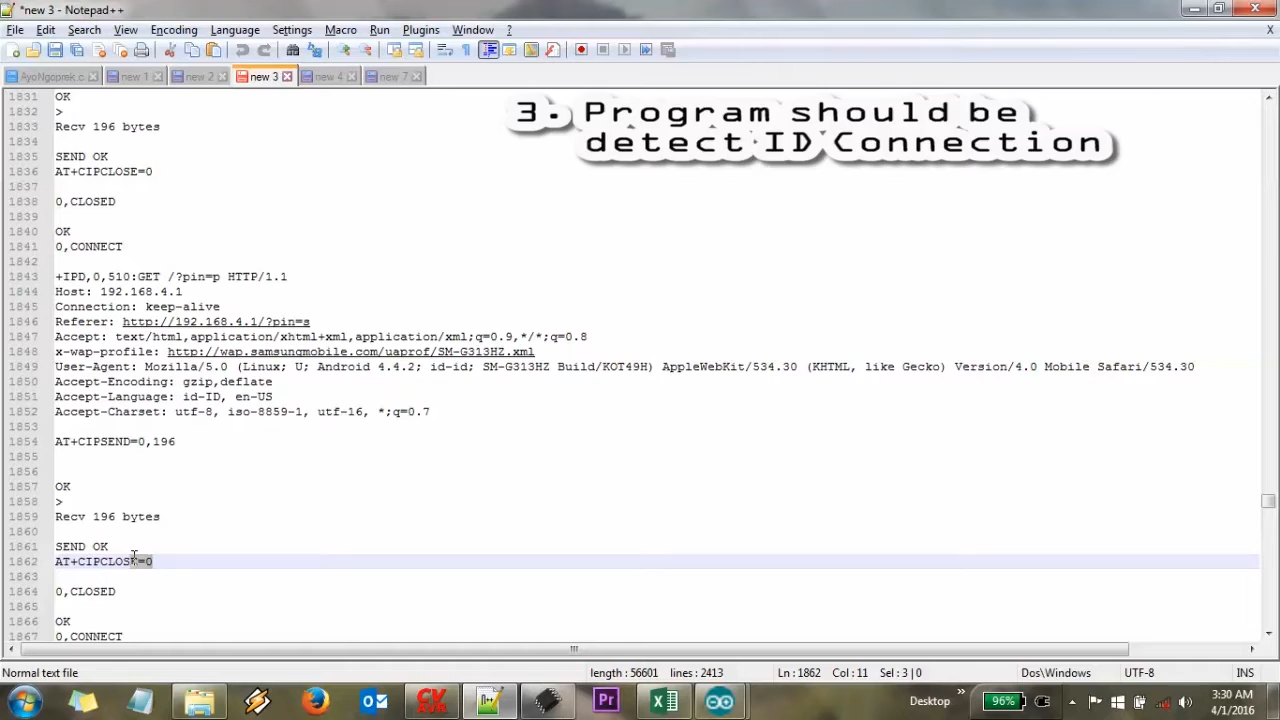 *new 3 - Notepad++
File Edit Search View Encoding Language Settings Macro Run Plugins Window ? X
AyoNgoprek.c new 1 new 2 new 3 new 4 new 7
3. Program should be
detect ID Connection
1831 OK
1832 >
1833 Recv 196 bytes
1834
1835 SEND OK
1836 AT+CIPCLOSE=0
1837
1838 0,CLOSED
1839
1840 OK
1841 0,CONNECT
1842
1843 +IPD,0,510:GET /?pin=p HTTP/1.1
1844 Host: 192.168.4.1
1845 Connection: keep-alive
1846 Referer: http://192.168.4.1/?pin=s
1847 Accept: text/html,application/xhtml+xml,application/xml;q=0.9,*/*;q=0.8
1848 x-wap-profile: http://wap.samsungmobile.com/uaprof/SM-G313HZ.xml
1849 User-Agent: Mozilla/5.0 (Linux; U; Android 4.4.2; id-id; SM-G313HZ Build/KOT49H) AppleWebKit/534.30 (KHTML, like Gecko) Version/4.0 Mobile Safari/534.30
1850 Accept-Encoding: gzip,deflate
1851 Accept-Language: id-ID, en-US
1852 Accept-Charset: utf-8, iso-8859-1, utf-16, *;q=0.7
1853
1854 AT+CIPSEND=0,196
1855
1856
1857 OK
1858 >
1859 Recv 196 bytes
1860
1861 SEND OK
1862 AT+CIPCLOSE=0
1863
1864 0,CLOSED
1865
1866 OK
1867 0,CONNECT
Normal text file length : 56601 lines : 2413 Ln : 1862 Col : 11 Sel : 3 | 0 Dos\Windows UTF-8 INS
Pr Desktop » 96% 3:30 AM
4/1/2016